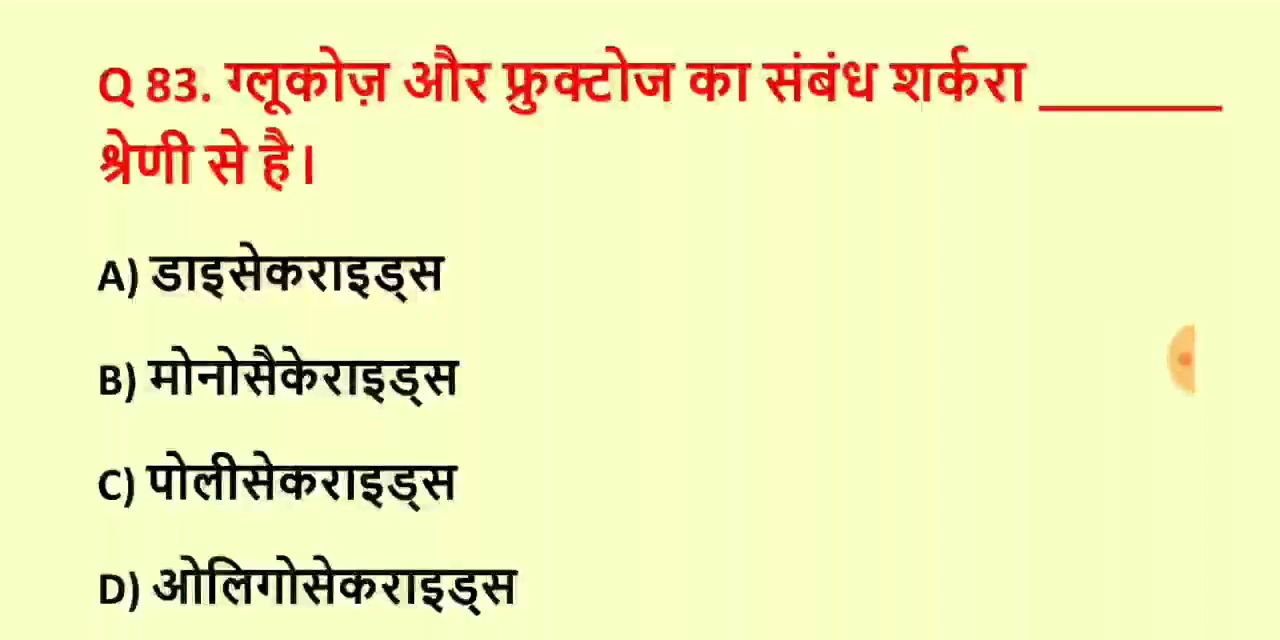 Q 83. ग्लूकोज़ और फ्रुक्टोज का संबंध शर्करा ________
श्रेणी से है।
A) डाइसेकराइड्स
B) मोनोसैकेराइड्स
C) पोलीसेकराइड्स
D) ओलिगोसेकराइड्स